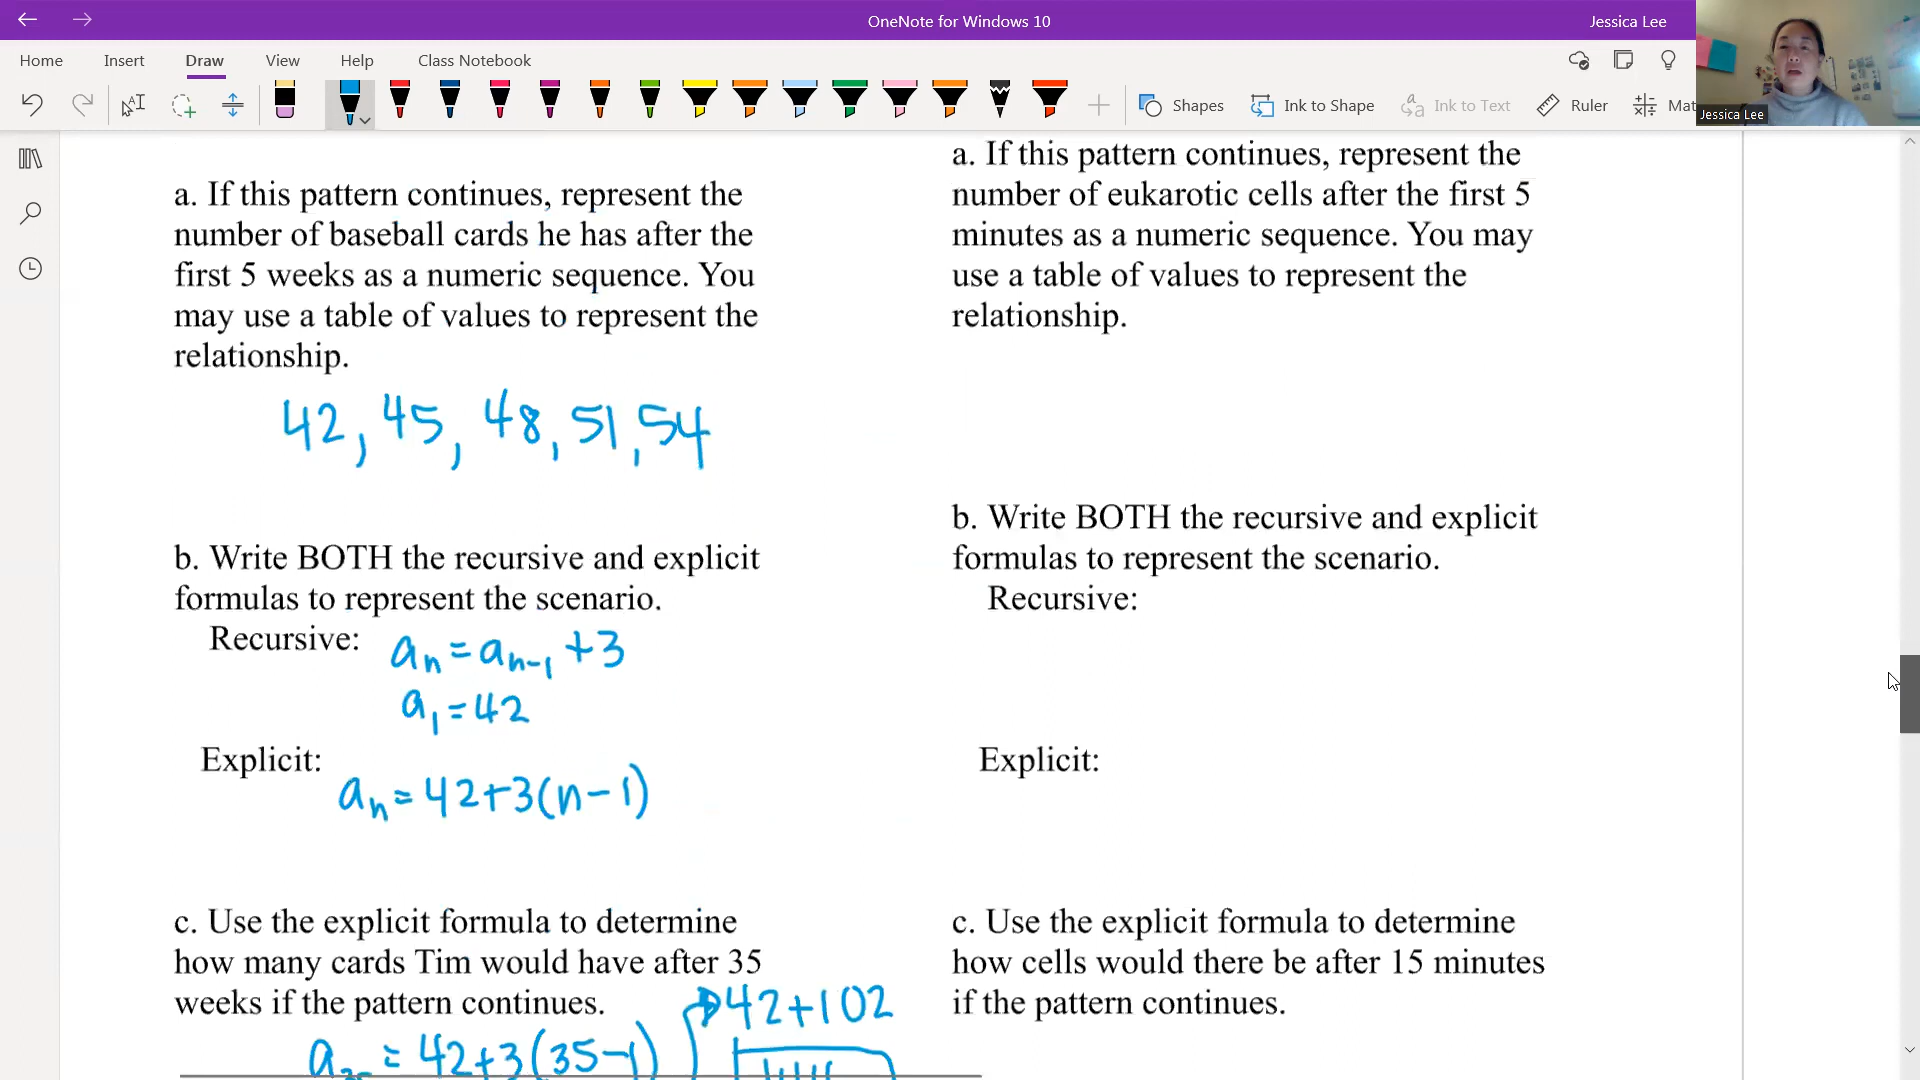 OneNote for Windows 10
Jessica Lee
Home Insert Draw View Help Class Notebook
Shapes Ink to Shape Ink to Text Ruler Mat
Jessica Lee
a. If this pattern continues, represent the
number of baseball cards he has after the
first 5 weeks as a numeric sequence. You
may use a table of values to represent the
relationship.
42, 45, 48, 51, 54
b. Write BOTH the recursive and explicit
formulas to represent the scenario.
Recursive: aₙ = aₙ₋₁ + 3
a₁ = 42
Explicit:
aₙ = 42+3(n-1)
c. Use the explicit formula to determine
how many cards Tim would have after 35
weeks if the pattern continues.
42+102
= 42+3(35-1)
a. If this pattern continues, represent the
number of eukarotic cells after the first 5
minutes as a numeric sequence. You may
use a table of values to represent the
relationship.
b. Write BOTH the recursive and explicit
formulas to represent the scenario.
Recursive:
Explicit:
c. Use the explicit formula to determine
how cells would there be after 15 minutes
if the pattern continues.